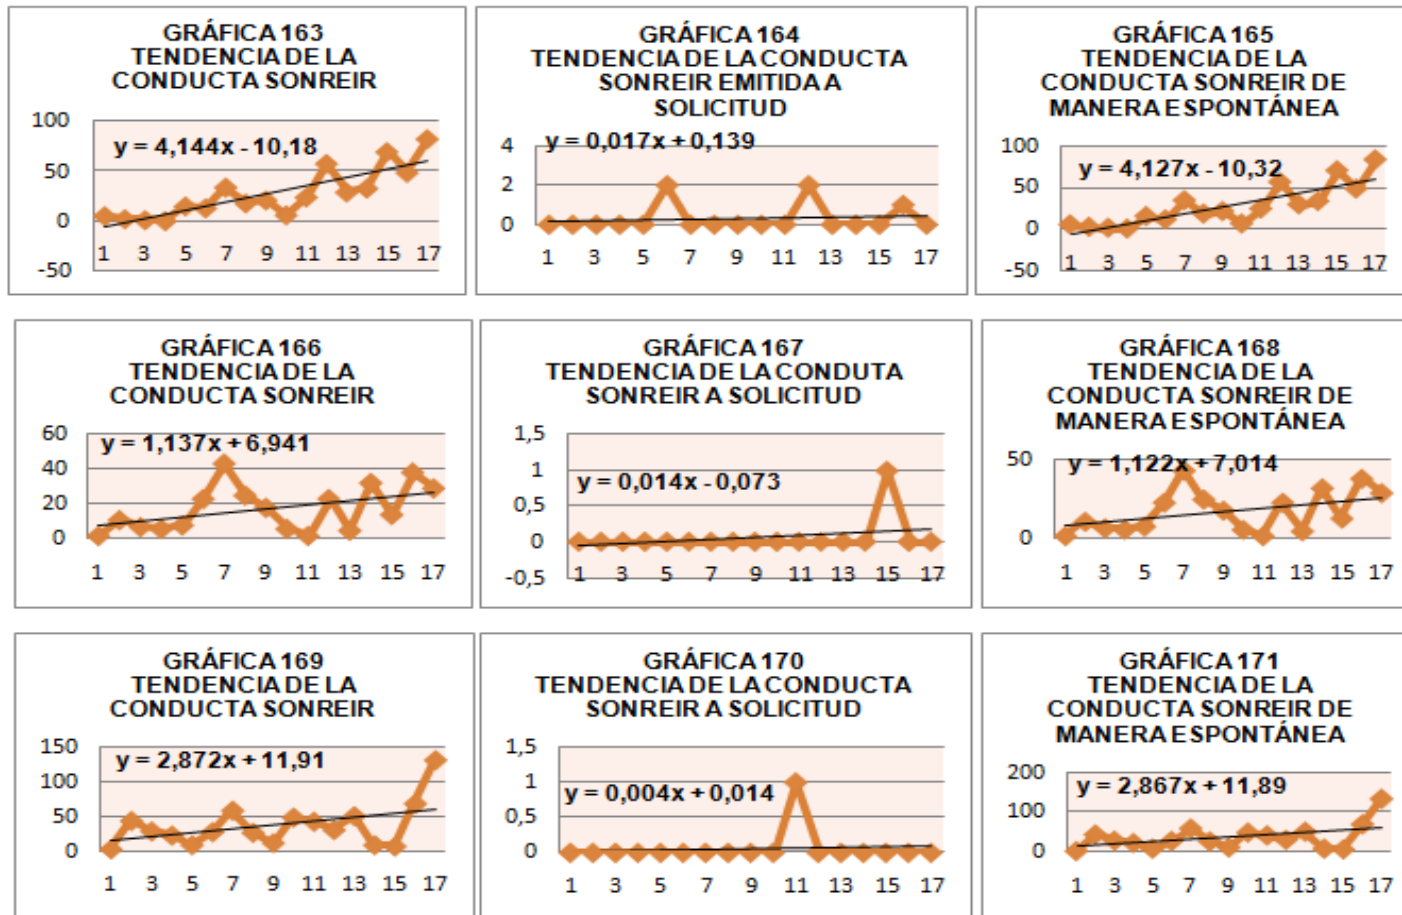 GRÁFICA 163
TENDENCIA DE LA
CONDUCTA SONREIR
100
50
0
-50
y = 4,144x - 10,18
1 3 5 7 9 11 13 15 17
GRÁFICA 164
TENDENCIA DE LA CONDUCTA
SONREIR EMITIDA A
SOLICITUD
4
2
0
y = 0,017x + 0,139
1 3 5 7 9 11 13 15 17
GRÁFICA 165
TENDENCIA DE LA
CONDUCTA SONREIR DE
MANERA ESPONTÁNEA
100
50
0
-50
y = 4,127x - 10,32
1 3 5 7 9 11 13 15 17
GRÁFICA 166
TENDENCIA DE LA
CONDUCTA SONREIR
60
40
20
0
y = 1,137x + 6,941
1 3 5 7 9 11 13 15 17
GRÁFICA 167
TENDENCIA DE LA CONDUTA
SONREIR A SOLICITUD
1,5
1
0,5
0
-0,5
y = 0,014x - 0,073
1 3 5 7 9 11 13 15 17
GRÁFICA 168
TENDENCIA DE LA
CONDUCTA SONREIR DE
MANERA ESPONTÁNEA
50
0
y = 1,122x + 7,014
1 3 5 7 9 11 13 15 17
GRÁFICA 169
TENDENCIA DE LA
CONDUCTA SONREIR
150
100
50
0
y = 2,872x + 11,91
1 3 5 7 9 11 13 15 17
GRÁFICA 170
TENDENCIA DE LA CONDUCTA
SONREIR A SOLICITUD
1,5
1
0,5
0
y = 0,004x + 0,014
1 3 5 7 9 11 13 15 17
GRÁFICA 171
TENDENCIA DE LA
CONDUCTA SONREIR DE
MANERA ESPONTÁNEA
200
100
0
y = 2,867x + 11,89
1 3 5 7 9 11 13 15 17